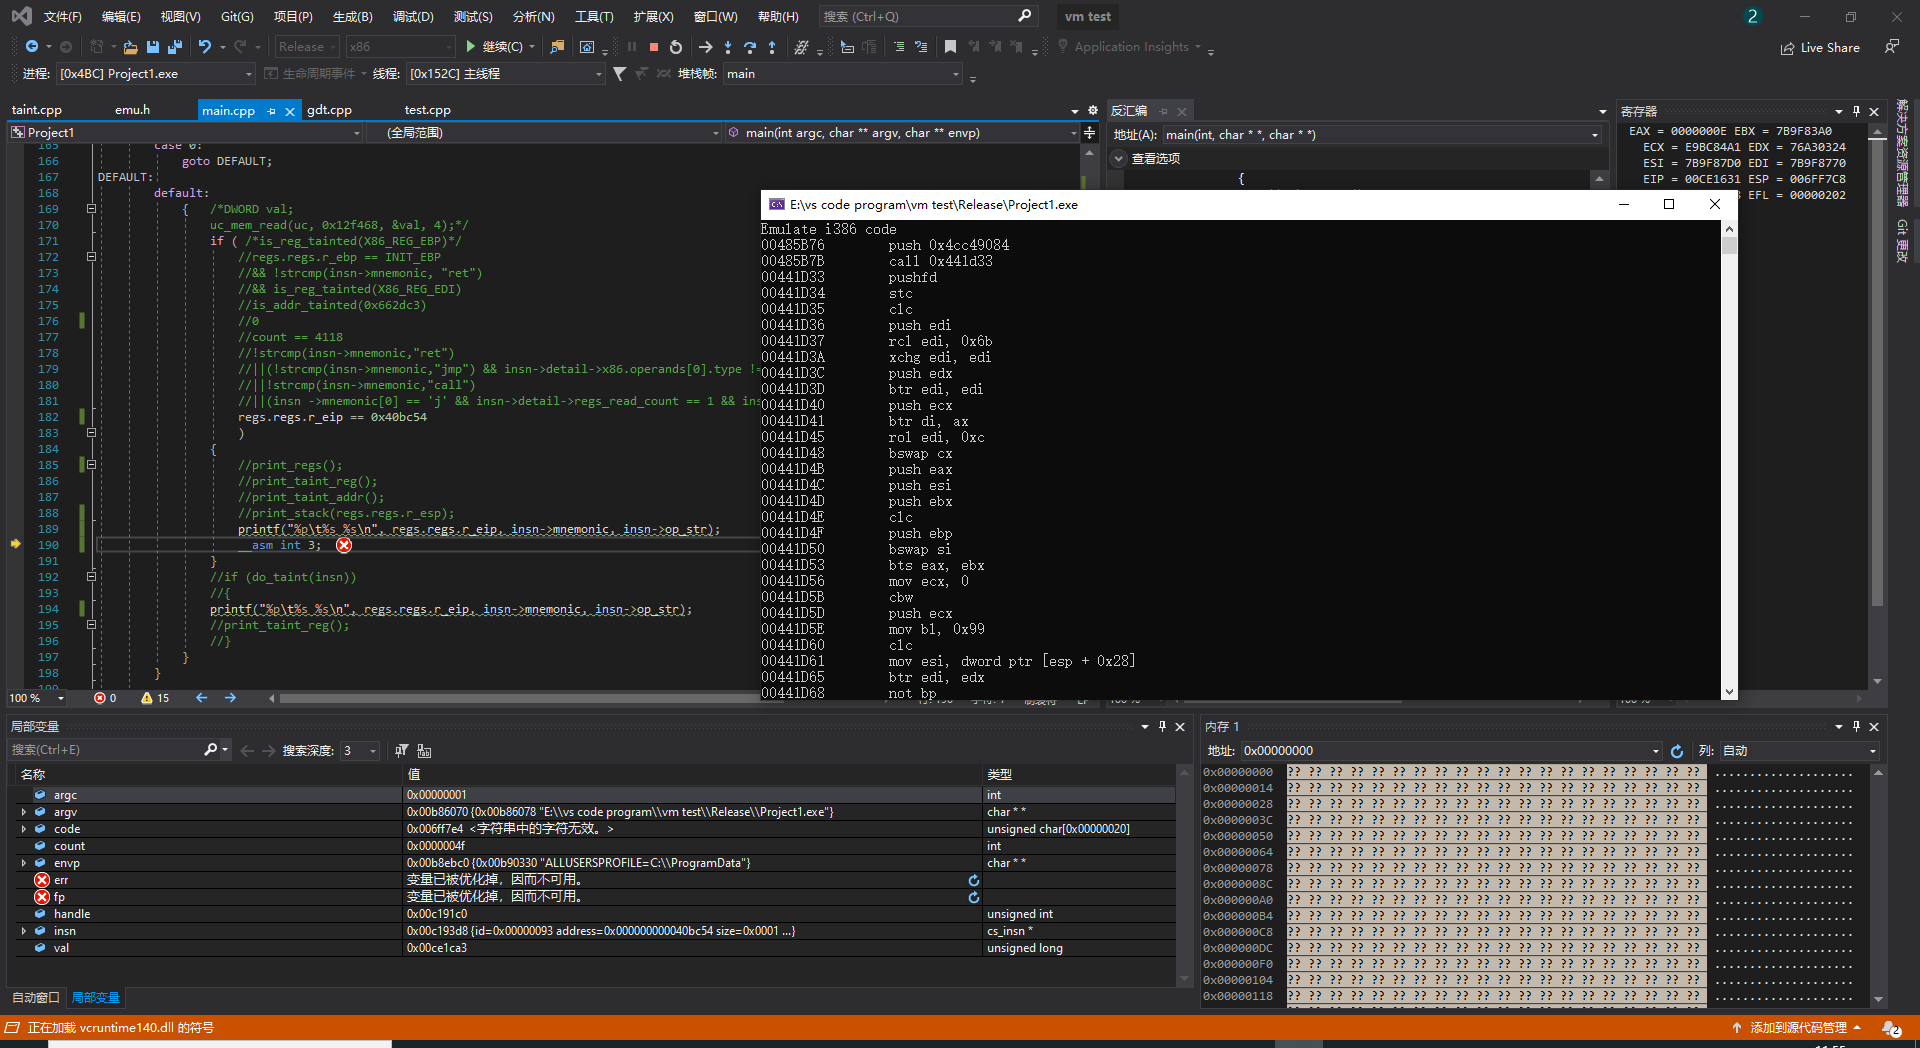 文件(F) 编辑(E) 视图(V) Git(G) 项目(P) 生成(B) 调试(D) 测试(S) 分析(N) 工具(T) 扩展(X) 窗口(W) 帮助(H) 搜索 (Ctrl+Q) vm test 2
Release x86 继续(C) Application Insights Live Share
进程: [0x4BC] Project1.exe 生命周期事件 线程: [0x152C] 主线程 堆栈帧: main
taint.cpp emu.h main.cpp gdt.cpp test.cpp
Project1 (全局范围) main(int argc, char ** argv, char ** envp)
165 case 0:
166 goto DEFAULT;
167 DEFAULT:
168 default:
169 { /*DWORD val;
170 uc_mem_read(uc, 0x12f468, &val, 4);*/
171 if ( /*is_reg_tainted(X86_REG_EBP)*/
172 //regs.regs.r_ebp == INIT_EBP
173 //&& !strcmp(insn->mnemonic, "ret")
174 //&& is_reg_tainted(X86_REG_EDI)
175 //is_addr_tainted(0x662dc3)
176 //0
177 //count == 4118
178 //!strcmp(insn->mnemonic,"ret")
179 //||(!strcmp(insn->mnemonic,"jmp") && insn->detail->x86.operands[0].type !=
180 //||!strcmp(insn->mnemonic,"call")
181 //||(insn ->mnemonic[0] == 'j' && insn->detail->regs_read_count == 1 && ins
182 regs.regs.r_eip == 0x40bc54
183 )
184 {
185 //print_regs();
186 //print_taint_reg();
187 //print_taint_addr();
188 //print_stack(regs.regs.r_esp);
189 printf("%p\t%s %s\n", regs.regs.r_eip, insn->mnemonic, insn->op_str);
190 __asm int 3;
191 }
192 //if (do_taint(insn))
193 //{
194 printf("%p\t%s %s\n", regs.regs.r_eip, insn->mnemonic, insn->op_str);
195 //print_taint_reg();
196 //}
197 }
198 }
100 % 0 15
反汇编
地址(A): main(int, char * *, char * *)
查看选项
{
寄存器
EAX = 0000000E EBX = 7B9F83A0
ECX = E9BC84A1 EDX = 76A30324
ESI = 7B9F87D0 EDI = 7B9F8770
EIP = 00CE1631 ESP = 006FF7C8
EFL = 00000202
解决方案资源管理器
Git 更改
E:\vs code program\vm test\Release\Project1.exe
Emulate i386 code
00485B76 push 0x4cc49084
00485B7B call 0x441d33
00441D33 pushfd
00441D34 stc
00441D35 clc
00441D36 push edi
00441D37 rcl edi, 0x6b
00441D3A xchg edi, edi
00441D3C push edx
00441D3D btr edi, edi
00441D40 push ecx
00441D41 btr di, ax
00441D45 rol edi, 0xc
00441D48 bswap cx
00441D4B push eax
00441D4C push esi
00441D4D push ebx
00441D4E clc
00441D4F push ebp
00441D50 bswap si
00441D53 bts eax, ebx
00441D56 mov ecx, 0
00441D5B cbw
00441D5D push ecx
00441D5E mov bl, 0x99
00441D60 clc
00441D61 mov esi, dword ptr [esp + 0x28]
00441D65 btr edi, edx
00441D68 not bp
局部变量
搜索(Ctrl+E) 搜索深度: 3
名称 值 类型
argc 0x00000001 int
argv 0x00b86070 {0x00b86078 "E:\\vs code program\\vm test\\Release\\Project1.exe"} char * *
code 0x006ff7e4 <字符串中的字符无效。> unsigned char[0x00000020]
count 0x0000004f int
envp 0x00b8ebc0 {0x00b90330 "ALLUSERSPROFILE=C:\\ProgramData"} char * *
err 变量已被优化掉，因而不可用。
fp 变量已被优化掉，因而不可用。
handle 0x00c191c0 unsigned int
insn 0x00c193d8 {id=0x00000093 address=0x000000000040bc54 size=0x0001 ...} cs_insn *
val 0x00ce1ca3 unsigned long
自动窗口 局部变量
内存 1
地址: 0x00000000 列: 自动
0x00000000 ?? ?? ?? ?? ?? ?? ?? ?? ?? ?? ?? ?? ?? ?? ?? ?? ?? ?? ?? ?? ....................
0x00000014 ?? ?? ?? ?? ?? ?? ?? ?? ?? ?? ?? ?? ?? ?? ?? ?? ?? ?? ?? ?? ....................
0x00000028 ?? ?? ?? ?? ?? ?? ?? ?? ?? ?? ?? ?? ?? ?? ?? ?? ?? ?? ?? ?? ....................
0x0000003C ?? ?? ?? ?? ?? ?? ?? ?? ?? ?? ?? ?? ?? ?? ?? ?? ?? ?? ?? ?? ....................
0x00000050 ?? ?? ?? ?? ?? ?? ?? ?? ?? ?? ?? ?? ?? ?? ?? ?? ?? ?? ?? ?? ....................
0x00000064 ?? ?? ?? ?? ?? ?? ?? ?? ?? ?? ?? ?? ?? ?? ?? ?? ?? ?? ?? ?? ....................
0x00000078 ?? ?? ?? ?? ?? ?? ?? ?? ?? ?? ?? ?? ?? ?? ?? ?? ?? ?? ?? ?? ....................
0x0000008C ?? ?? ?? ?? ?? ?? ?? ?? ?? ?? ?? ?? ?? ?? ?? ?? ?? ?? ?? ?? ....................
0x000000A0 ?? ?? ?? ?? ?? ?? ?? ?? ?? ?? ?? ?? ?? ?? ?? ?? ?? ?? ?? ?? ....................
0x000000B4 ?? ?? ?? ?? ?? ?? ?? ?? ?? ?? ?? ?? ?? ?? ?? ?? ?? ?? ?? ?? ....................
0x000000C8 ?? ?? ?? ?? ?? ?? ?? ?? ?? ?? ?? ?? ?? ?? ?? ?? ?? ?? ?? ?? ....................
0x000000DC ?? ?? ?? ?? ?? ?? ?? ?? ?? ?? ?? ?? ?? ?? ?? ?? ?? ?? ?? ?? ....................
0x000000F0 ?? ?? ?? ?? ?? ?? ?? ?? ?? ?? ?? ?? ?? ?? ?? ?? ?? ?? ?? ?? ....................
0x00000104 ?? ?? ?? ?? ?? ?? ?? ?? ?? ?? ?? ?? ?? ?? ?? ?? ?? ?? ?? ?? ....................
0x00000118 ?? ?? ?? ?? ?? ?? ?? ?? ?? ?? ?? ?? ?? ?? ?? ?? ?? ?? ?? ?? ....................
正在加载 vcruntime140.dll 的符号 添加到源代码管理 2